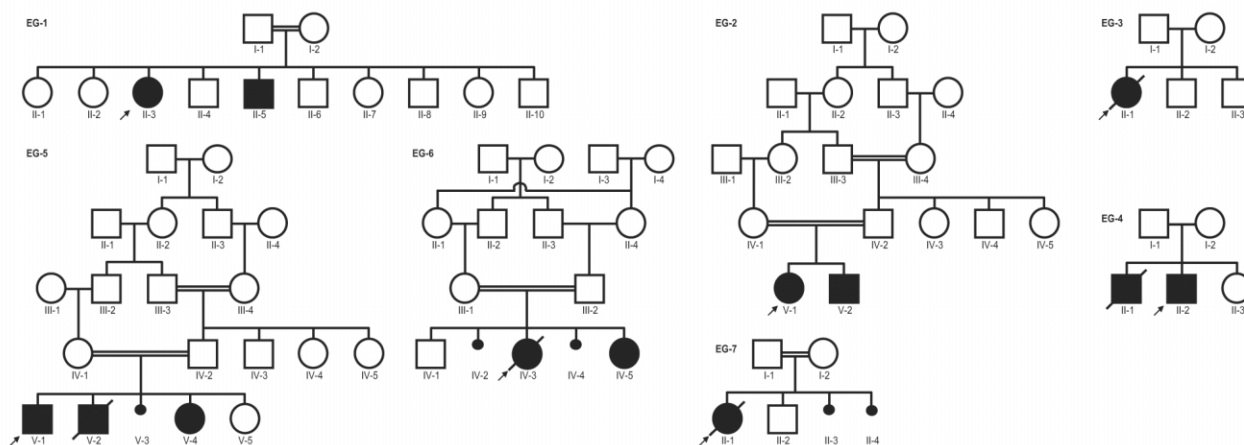 EG-1
I-1 I-2
II-1 II-2 II-3 II-4 II-5 II-6 II-7 II-8 II-9 II-10
EG-2
I-1 I-2
II-1 II-2 II-3 II-4
III-1 III-2 III-3 III-4
IV-1 IV-2 IV-3 IV-4 IV-5
V-1 V-2
EG-3
I-1 I-2
II-1 II-2 II-3
EG-5
I-1 I-2
II-1 II-2 II-3 II-4
III-1 III-2 III-3 III-4
IV-1 IV-2 IV-3 IV-4 IV-5
V-1 V-2 V-3 V-4 V-5
EG-6
I-1 I-2 I-3 I-4
II-1 II-2 II-3 II-4
III-1 III-2
IV-1 IV-2 IV-3 IV-4 IV-5
EG-4
I-1 I-2
II-1 II-2 II-3
EG-7
I-1 I-2
II-1 II-2 II-3 II-4